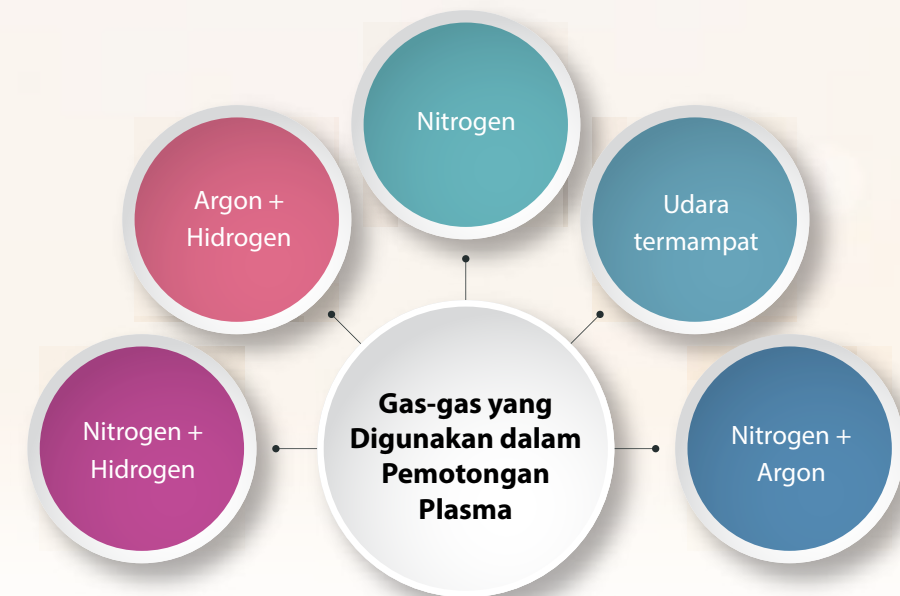 Nitrogen
Argon +
Hidrogen
Udara
termampat
Nitrogen +
Hidrogen
Gas-gas yang
Digunakan dalam
Pemotongan
Plasma
Nitrogen +
Argon